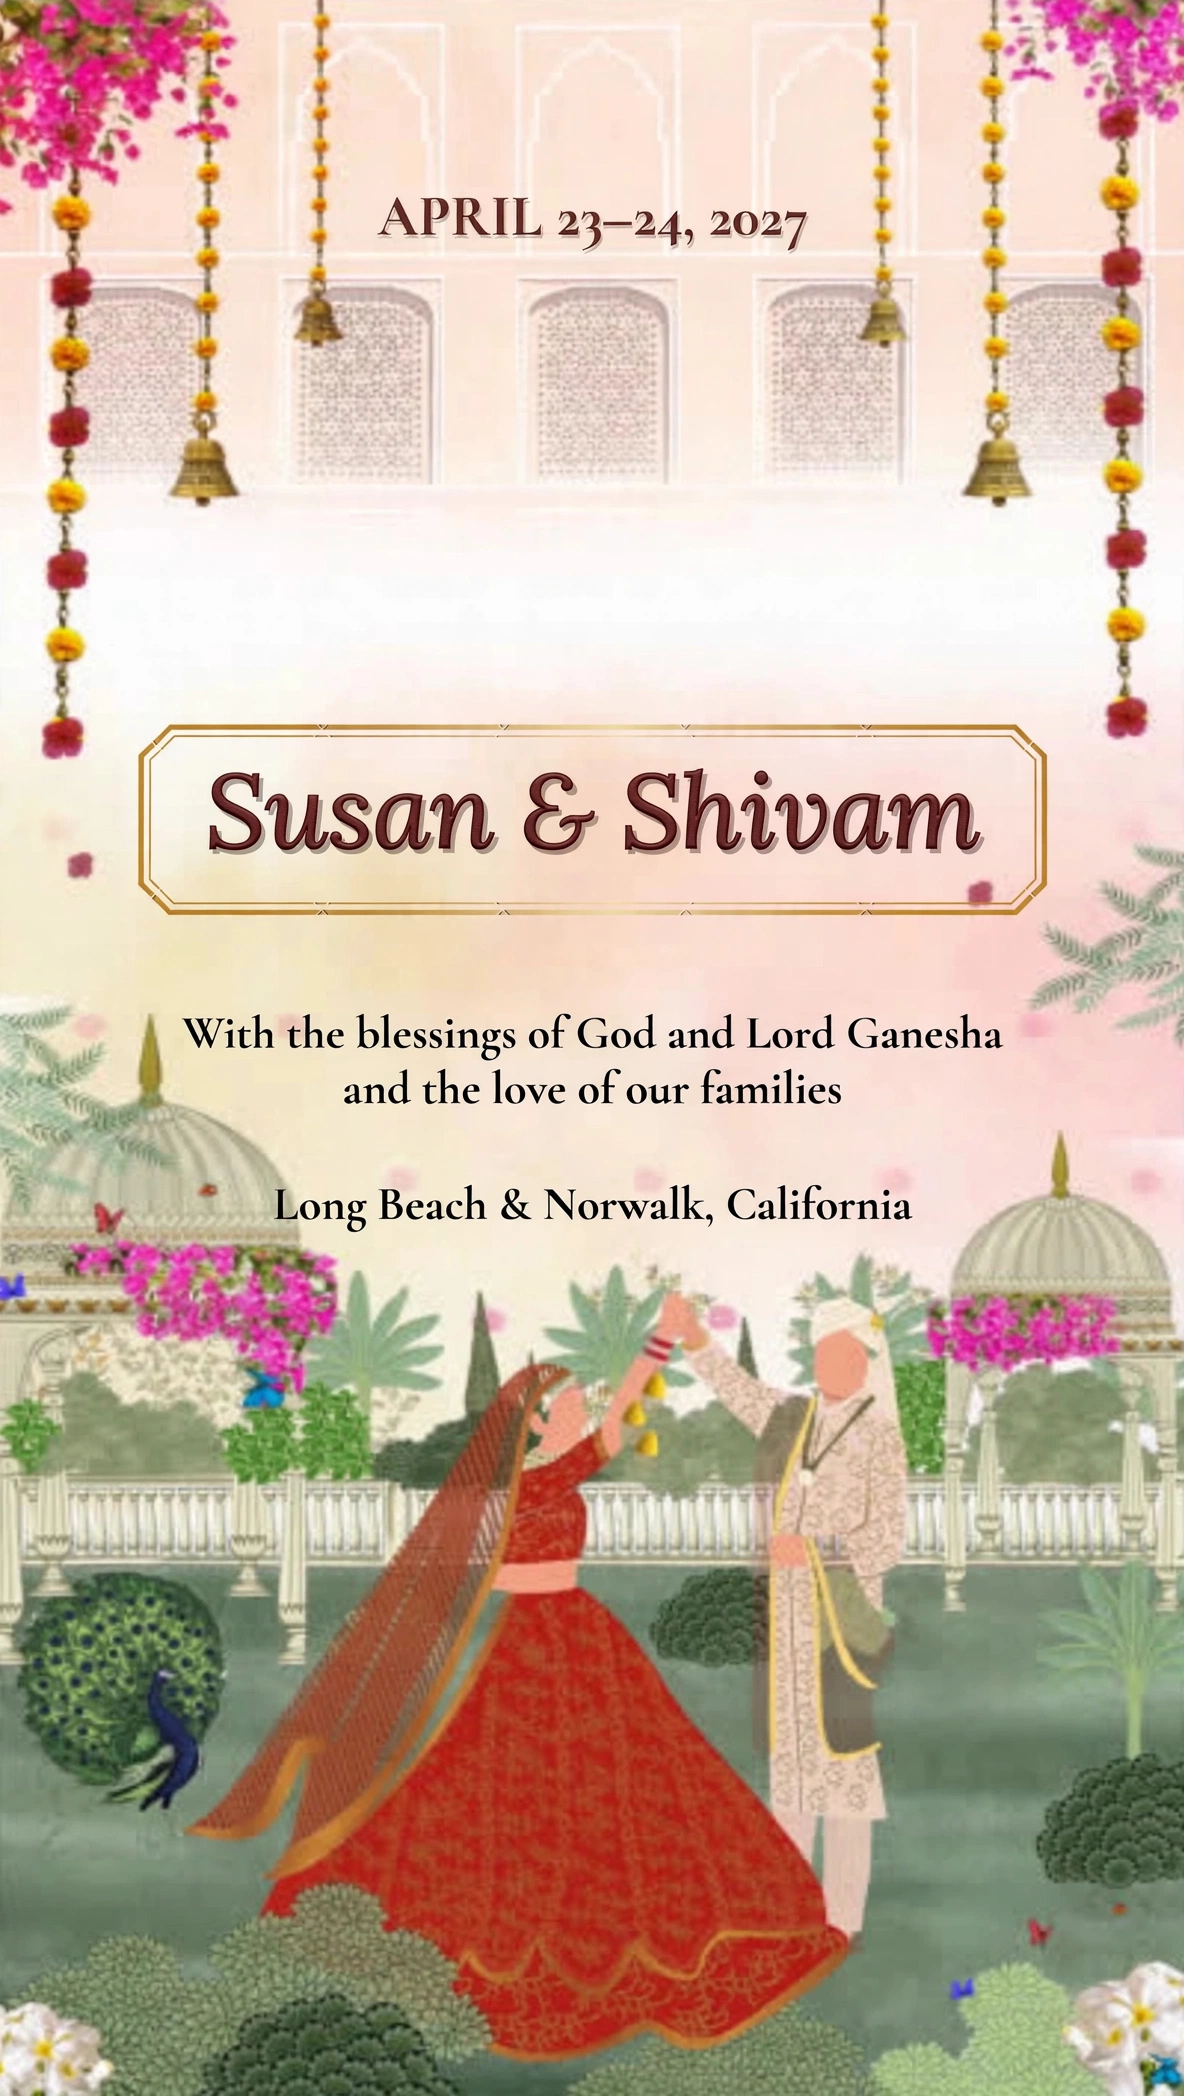 APRIL 23–24, 2027
Susan & Shivam
With the blessings of God and Lord Ganesha
and the love of our families
Long Beach & Norwalk, California